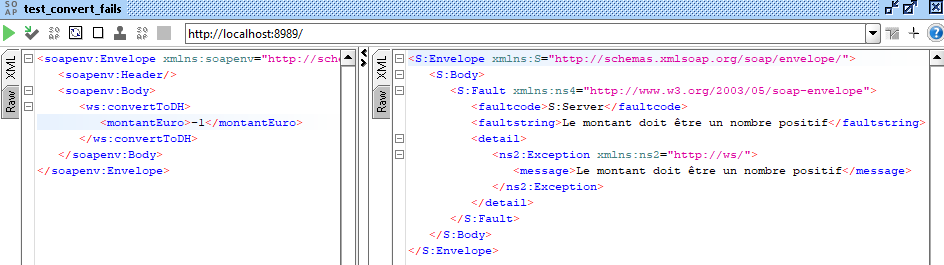 SO AP test_convert_fails
http://localhost:8989/
XML
Raw
<soapenv:Envelope xmlns:soapenv="http://sche
<soapenv:Header/>
<soapenv:Body>
<ws:convertToDH>
<montantEuro>-1</montantEuro>
</ws:convertToDH>
</soapenv:Body>
</soapenv:Envelope>
XML
Raw
<S:Envelope xmlns:S="http://schemas.xmlsoap.org/soap/envelope/">
<S:Body>
<S:Fault xmlns:ns4="http://www.w3.org/2003/05/soap-envelope">
<faultcode>S:Server</faultcode>
<faultstring>Le montant doit être un nombre positif</faultstring>
<detail>
<ns2:Exception xmlns:ns2="http://ws/">
<message>Le montant doit être un nombre positif</message>
</ns2:Exception>
</detail>
</S:Fault>
</S:Body>
</S:Envelope>